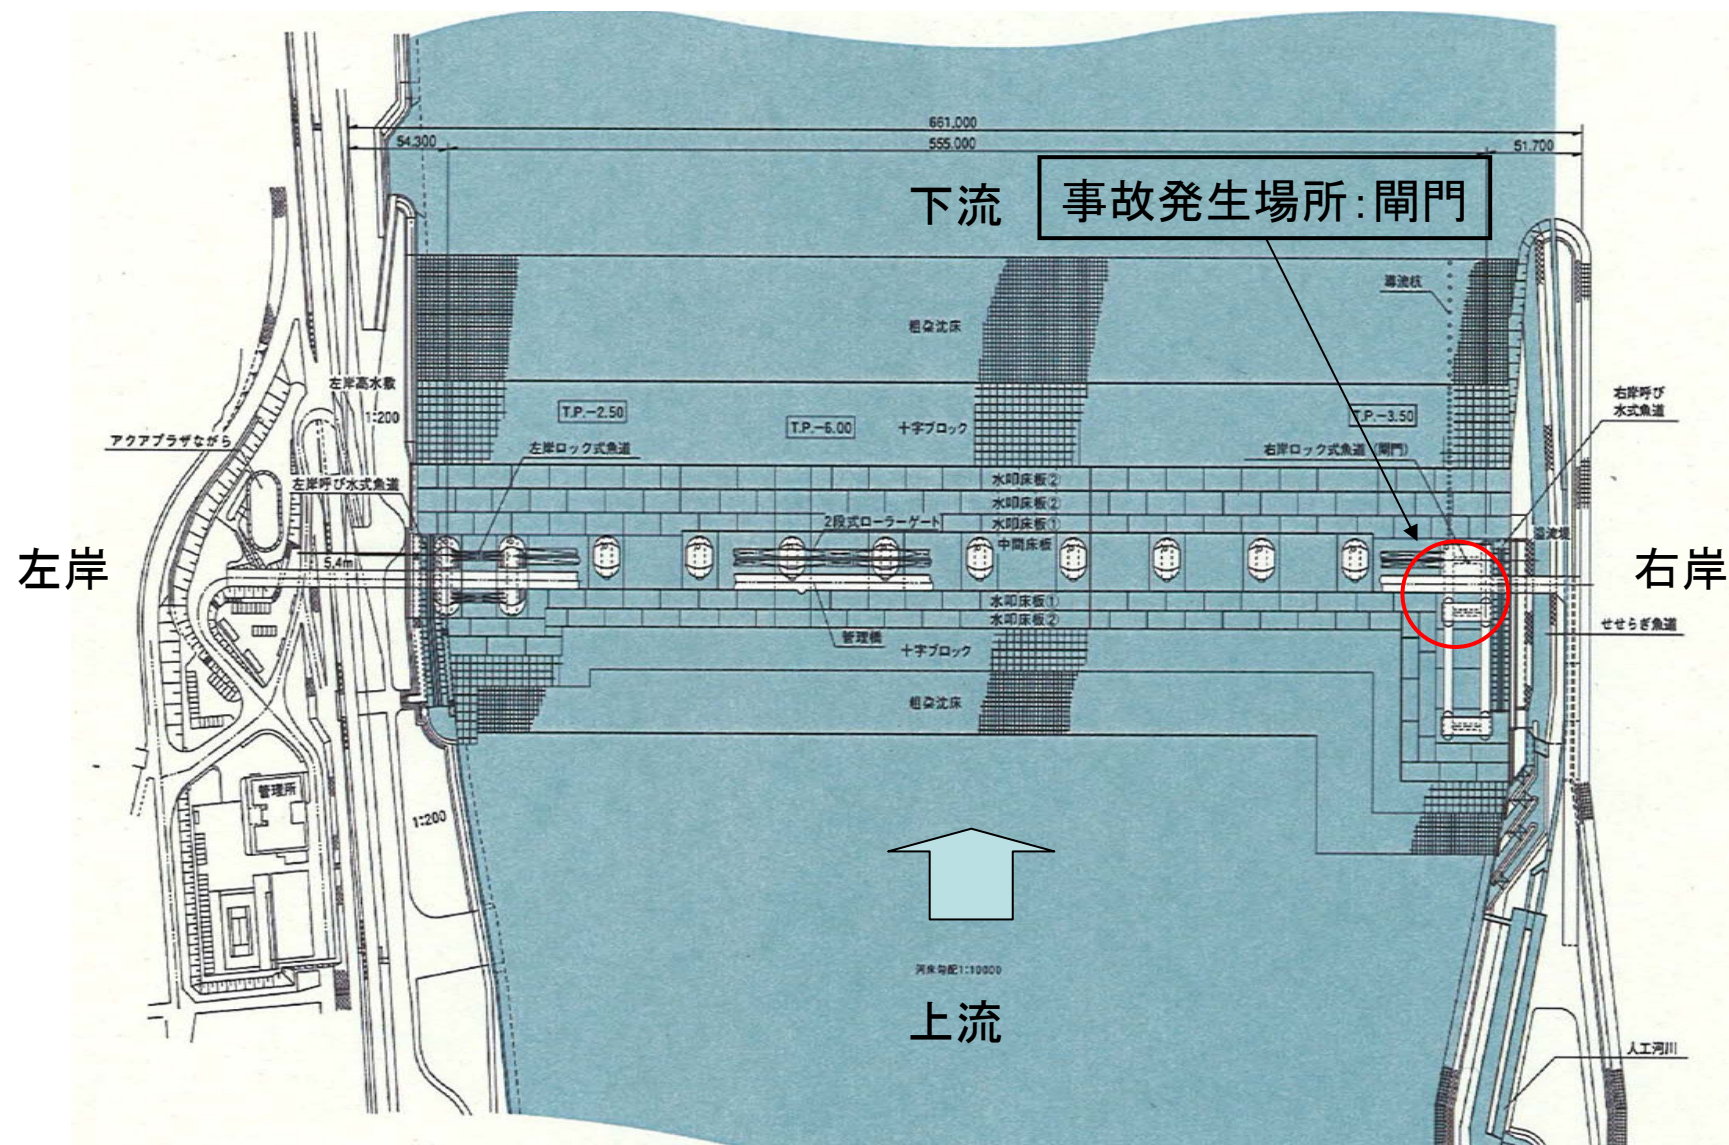 661,000
54,300
555,000
51,700
下流
事故発生場所：閘門
導流杭
粗朶沈床
左岸高水敷
1:200
右岸呼び
水式魚道
T.P.-2.50
T.P.-6.00
T.P.-3.50
十字ブロック
アクアプラザながら
左岸ロック式魚道
右岸ロック式魚道（閘門）
左岸呼び水式魚道
水叩床板②
水叩床板②
2段式ローラーゲート
水叩床板①
中間床板
左岸
5.4m
右岸
水叩床板①
水叩床板②
せせらぎ魚道
管理橋
十字ブロック
粗朶沈床
管理所
1:200
河床勾配1:10000
上流
人工河川